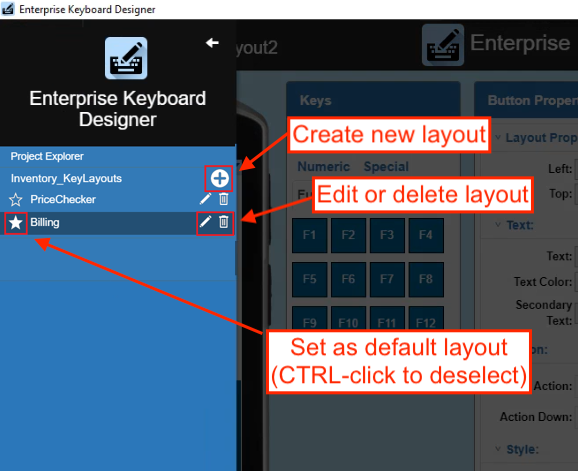 Enterprise Keyboard Designer
yout2
Enterprise
Enterprise Keyboard
Designer
Keys
Button Proper
Create new layout
Layout Prop
Project Explorer
Numeric Special
Left:
Inventory_KeyLayouts
Edit or delete layout
Top:
PriceChecker
Billing
Text:
F1 F2 F3 F4
Text:
F5 F6 F7 F8
Text Color:
Secondary
Text:
F9 F10 F11 F12
Set as default layout
(CTRL-click to deselect)
on:
Action:
Action Down:
Style: